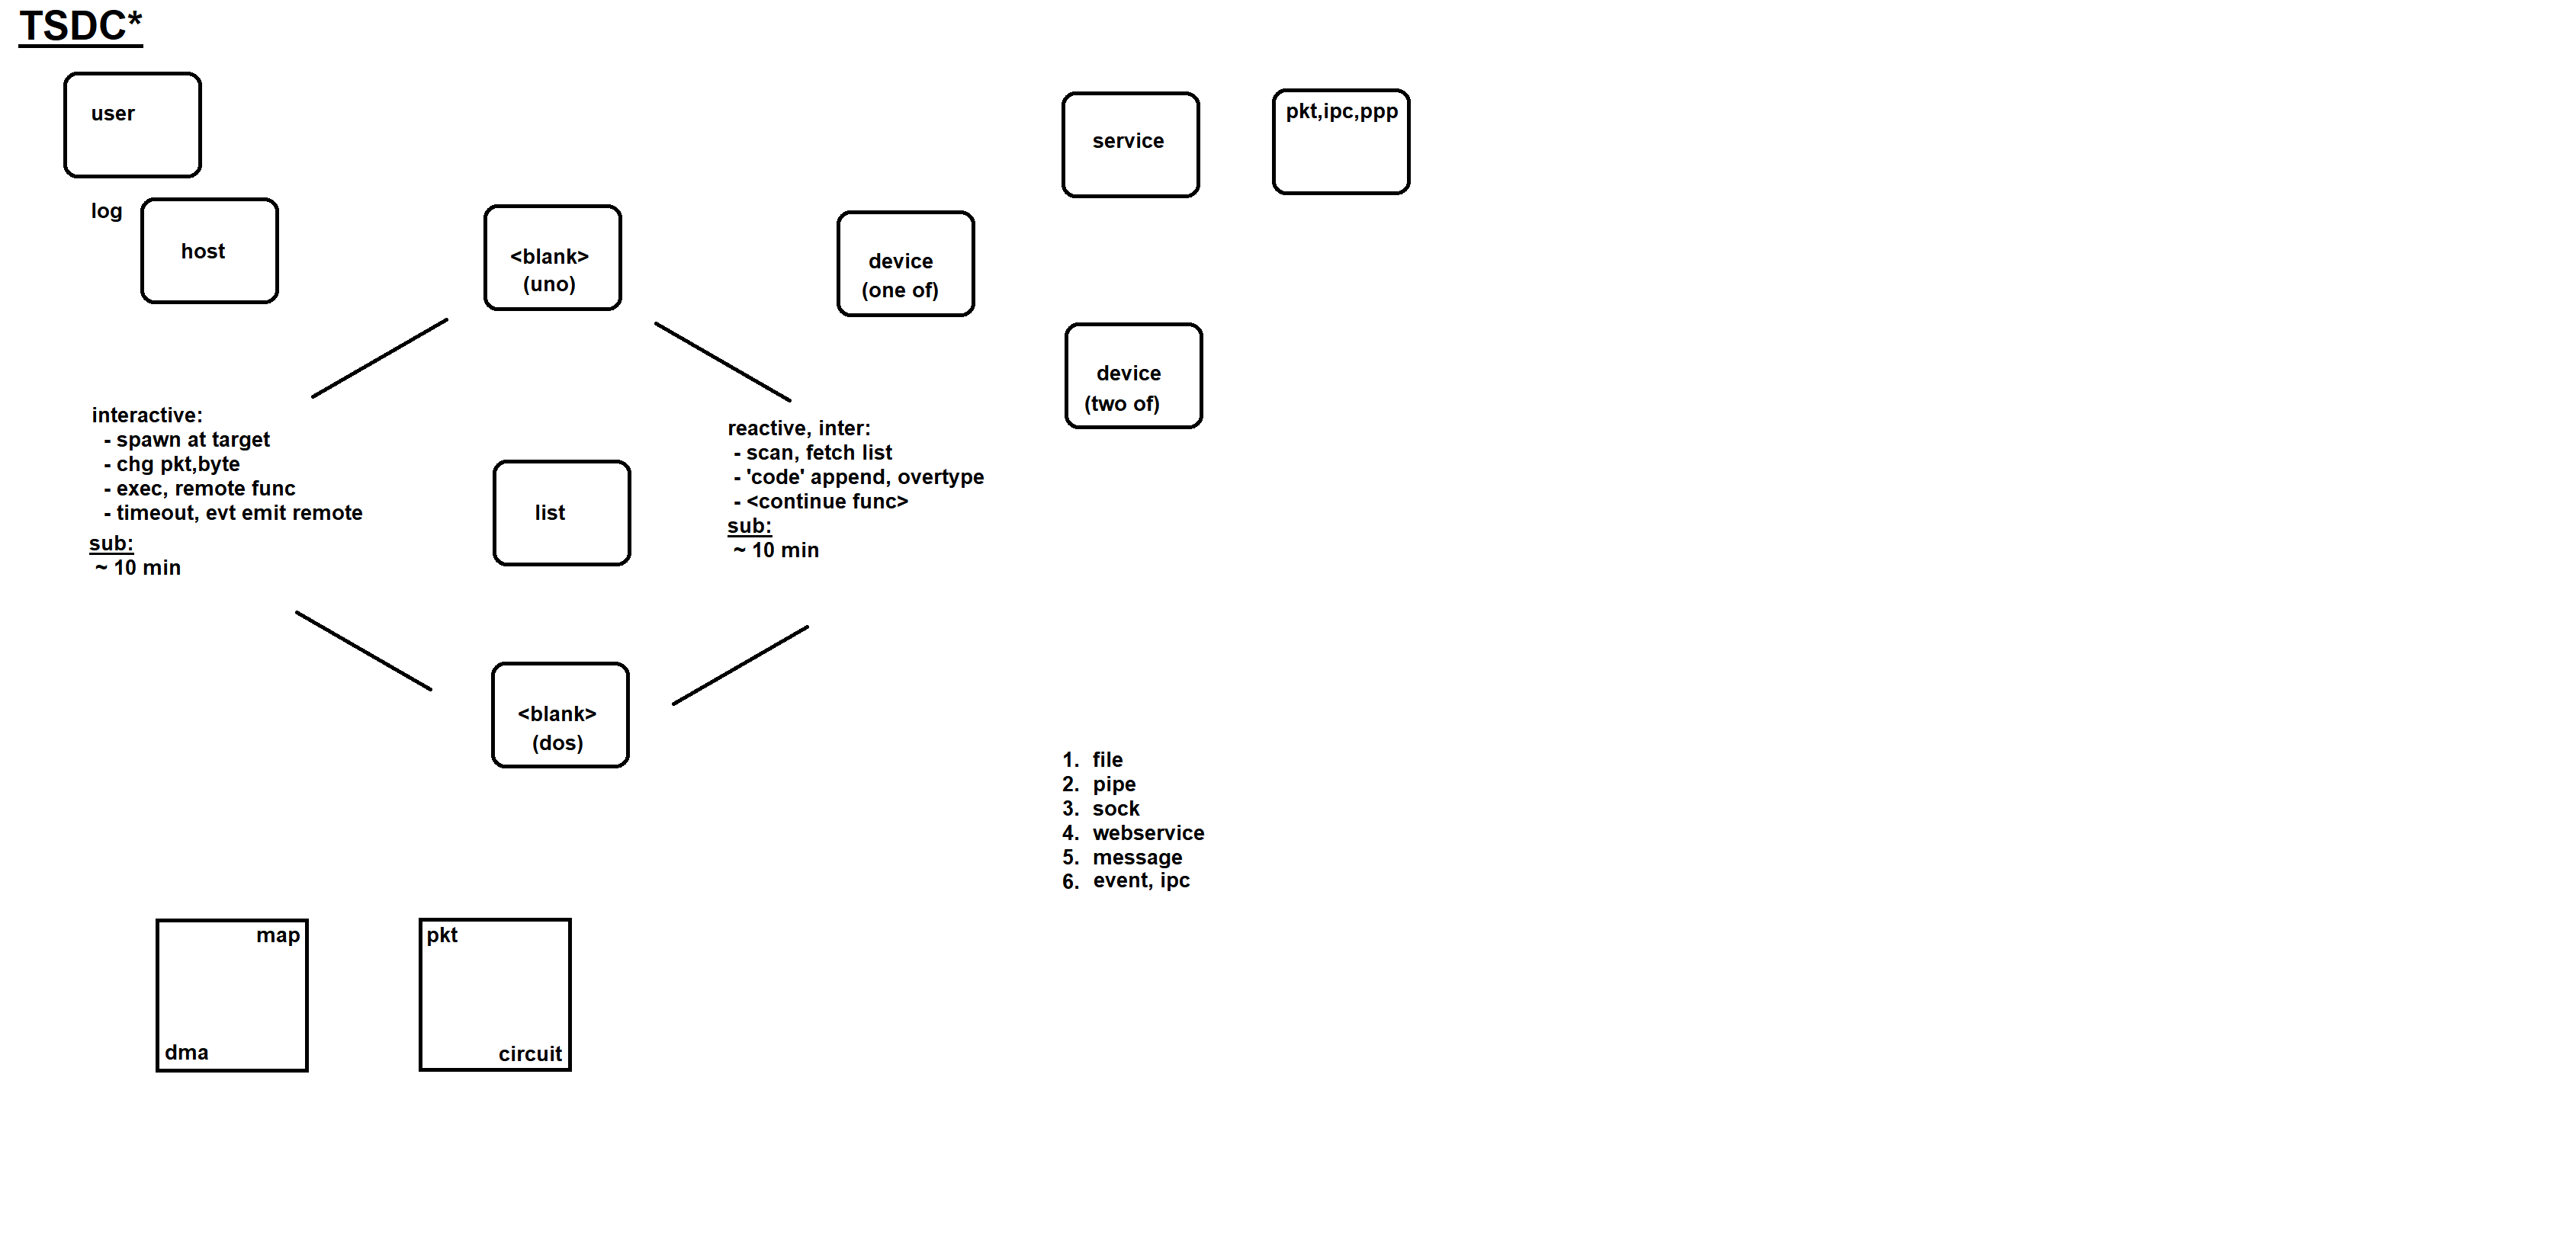 TSDC*
user
log
host
<blank>
(uno)
device
(one of)
service
pkt,ipc,ppp
device
(two of)
interactive:
- spawn at target
- chg pkt,byte
- exec, remote func
- timeout, evt emit remote
sub:
~ 10 min
list
reactive, inter:
- scan, fetch list
- 'code' append, overtype
- <continue func>
sub:
~ 10 min
<blank>
(dos)
1. file
2. pipe
3. sock
4. webservice
5. message
6. event, ipc
map
dma
pkt
circuit